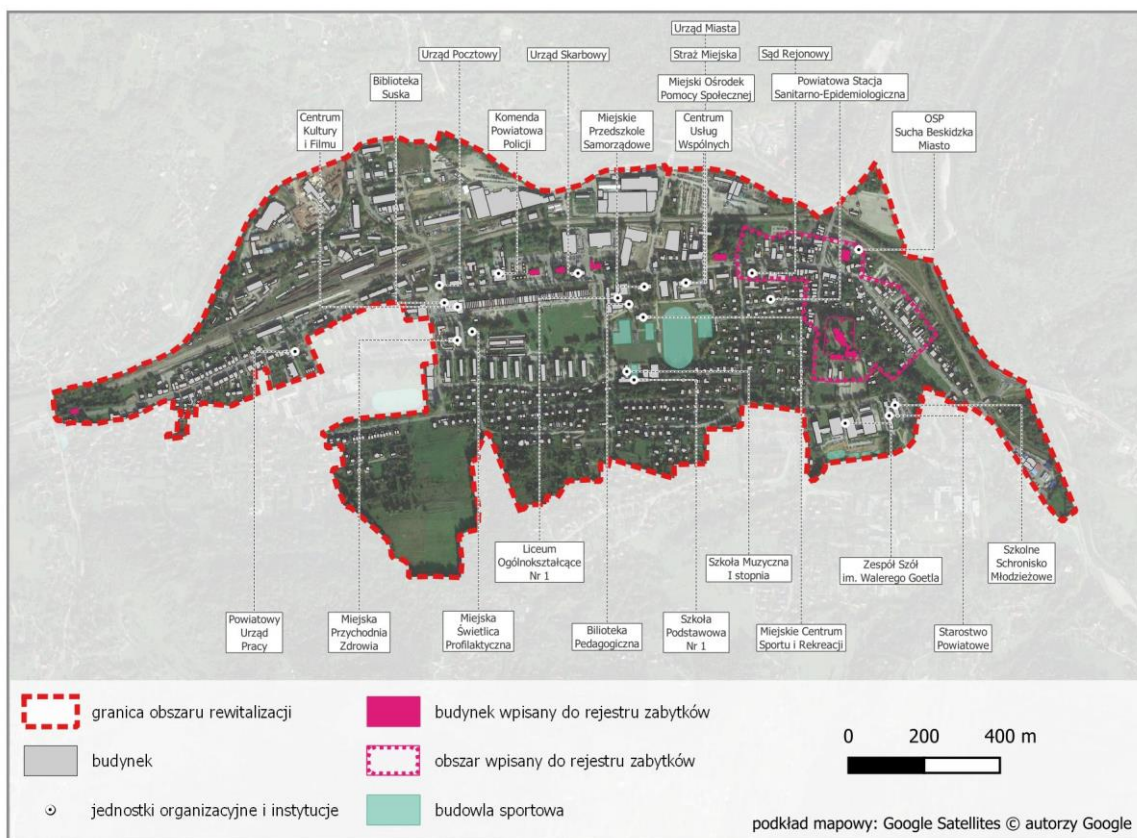 Urząd Miasta
Urząd Pocztowy
Urząd Skarbowy
Straż Miejska
Sąd Rejonowy
Biblioteka
Suska
Miejski Ośrodek
Pomocy Społecznej
Powiatowa Stacja
Sanitarno-Epidemiologiczna
Centrum
Kultury
i Filmu
Komenda
Powiatowa
Policji
Miejskie
Przedszkole
Samorządowe
Centrum
Usług
Wspólnych
OSP
Sucha Beskidzka
Miasto
Liceum
Ogólnokształcące
Nr 1
Szkoła Muzyczna
I stopnia
Zespół Szół
im. Walerego Goetla
Szkolne
Schronisko
Młodzieżowe
Powiatowy
Urząd
Pracy
Miejska
Przychodnia
Zdrowia
Miejska
Świetlica
Profilaktyczna
Bilioteka
Pedagogiczna
Szkoła
Podstawowa
Nr 1
Miejskie Centrum
Sportu i Rekreacji
Starostwo
Powiatowe
granica obszaru rewitalizacji
budynek
jednostki organizacyjne i instytucje
budynek wpisany do rejestru zabytków
obszar wpisany do rejestru zabytków
budowla sportowa
0 200 400 m
podkład mapowy: Google Satellites © autorzy Google